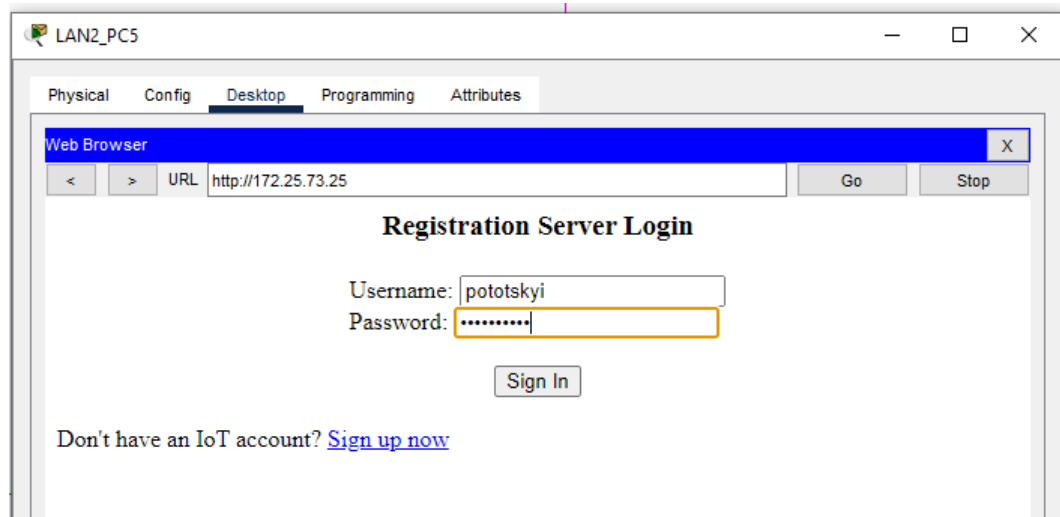 LAN2_PC5
Physical Config Desktop Programming Attributes
Web Browser X
< > URL http://172.25.73.25 Go Stop
Registration Server Login
Username: pototskyi
Password: ••••••••••
Sign In
Don't have an IoT account? Sign up now